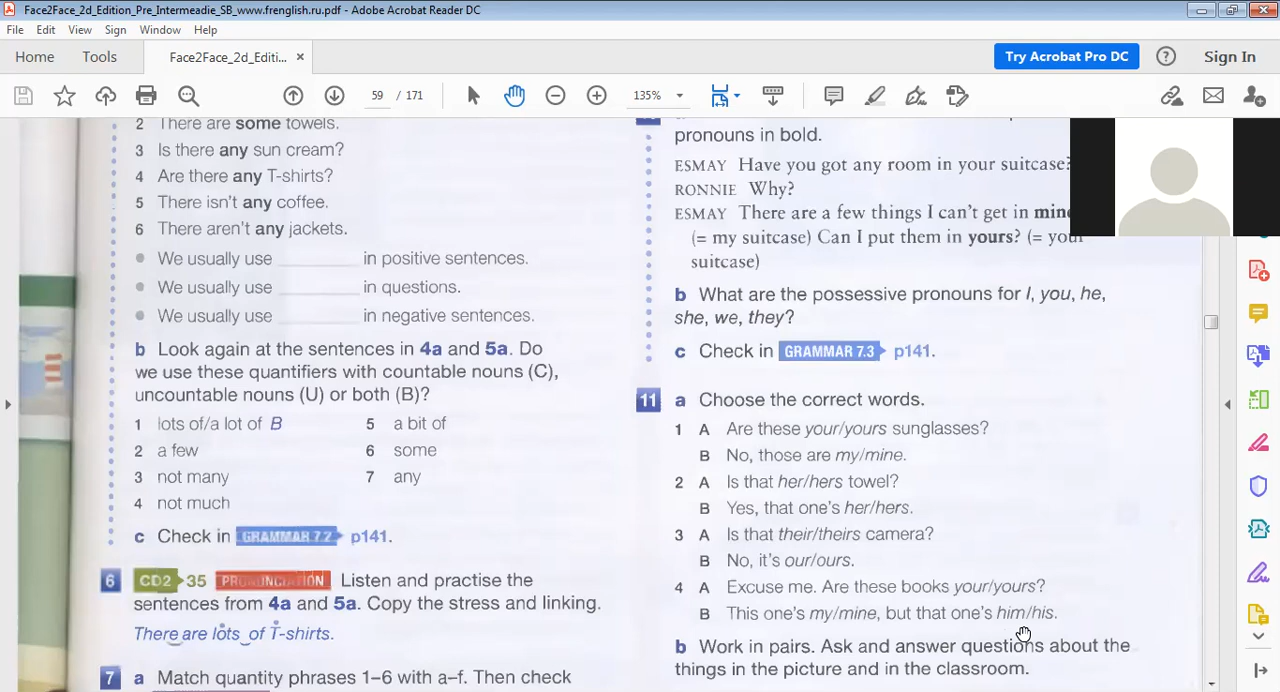 Face2Face_2d_Edition_Pre_Intermeadie_SB_www.frenglish.ru.pdf - Adobe Acrobat Reader DC
File Edit View Sign Window Help
Home Tools Face2Face_2d_Editi... × Try Acrobat Pro DC ? Sign In
59 / 171 135%
2 There are some towels.
3 Is there any sun cream?
4 Are there any T-shirts?
5 There isn't any coffee.
6 There aren't any jackets.
We usually use ________ in positive sentences.
We usually use ________ in questions.
We usually use ________ in negative sentences.
b Look again at the sentences in 4a and 5a. Do
we use these quantifiers with countable nouns (C),
uncountable nouns (U) or both (B)?
1 lots of/a lot of B 5 a bit of
2 a few 6 some
3 not many 7 any
4 not much
c Check in GRAMMAR 7.2 p141.
6 CD2 35 PRONUNCIATION Listen and practise the
sentences from 4a and 5a. Copy the stress and linking.
There are lots of T-shirts.
7 a Match quantity phrases 1–6 with a–f. Then check
pronouns in bold.
ESMAY Have you got any room in your suitcase?
RONNIE Why?
ESMAY There are a few things I can't get in
(= my suitcase) Can I put them in yours? (= your
suitcase)
b What are the possessive pronouns for I, you, he,
she, we, they?
c Check in GRAMMAR 7.3 p141.
11 a Choose the correct words.
1 A Are these your/yours sunglasses?
B No, those are my/mine.
2 A Is that her/hers towel?
B Yes, that one's her/hers.
3 A Is that their/theirs camera?
B No, it's our/ours.
4 A Excuse me. Are these books your/yours?
B This one's my/mine, but that one's him/his.
b Work in pairs. Ask and answer questions about the
things in the picture and in the classroom.